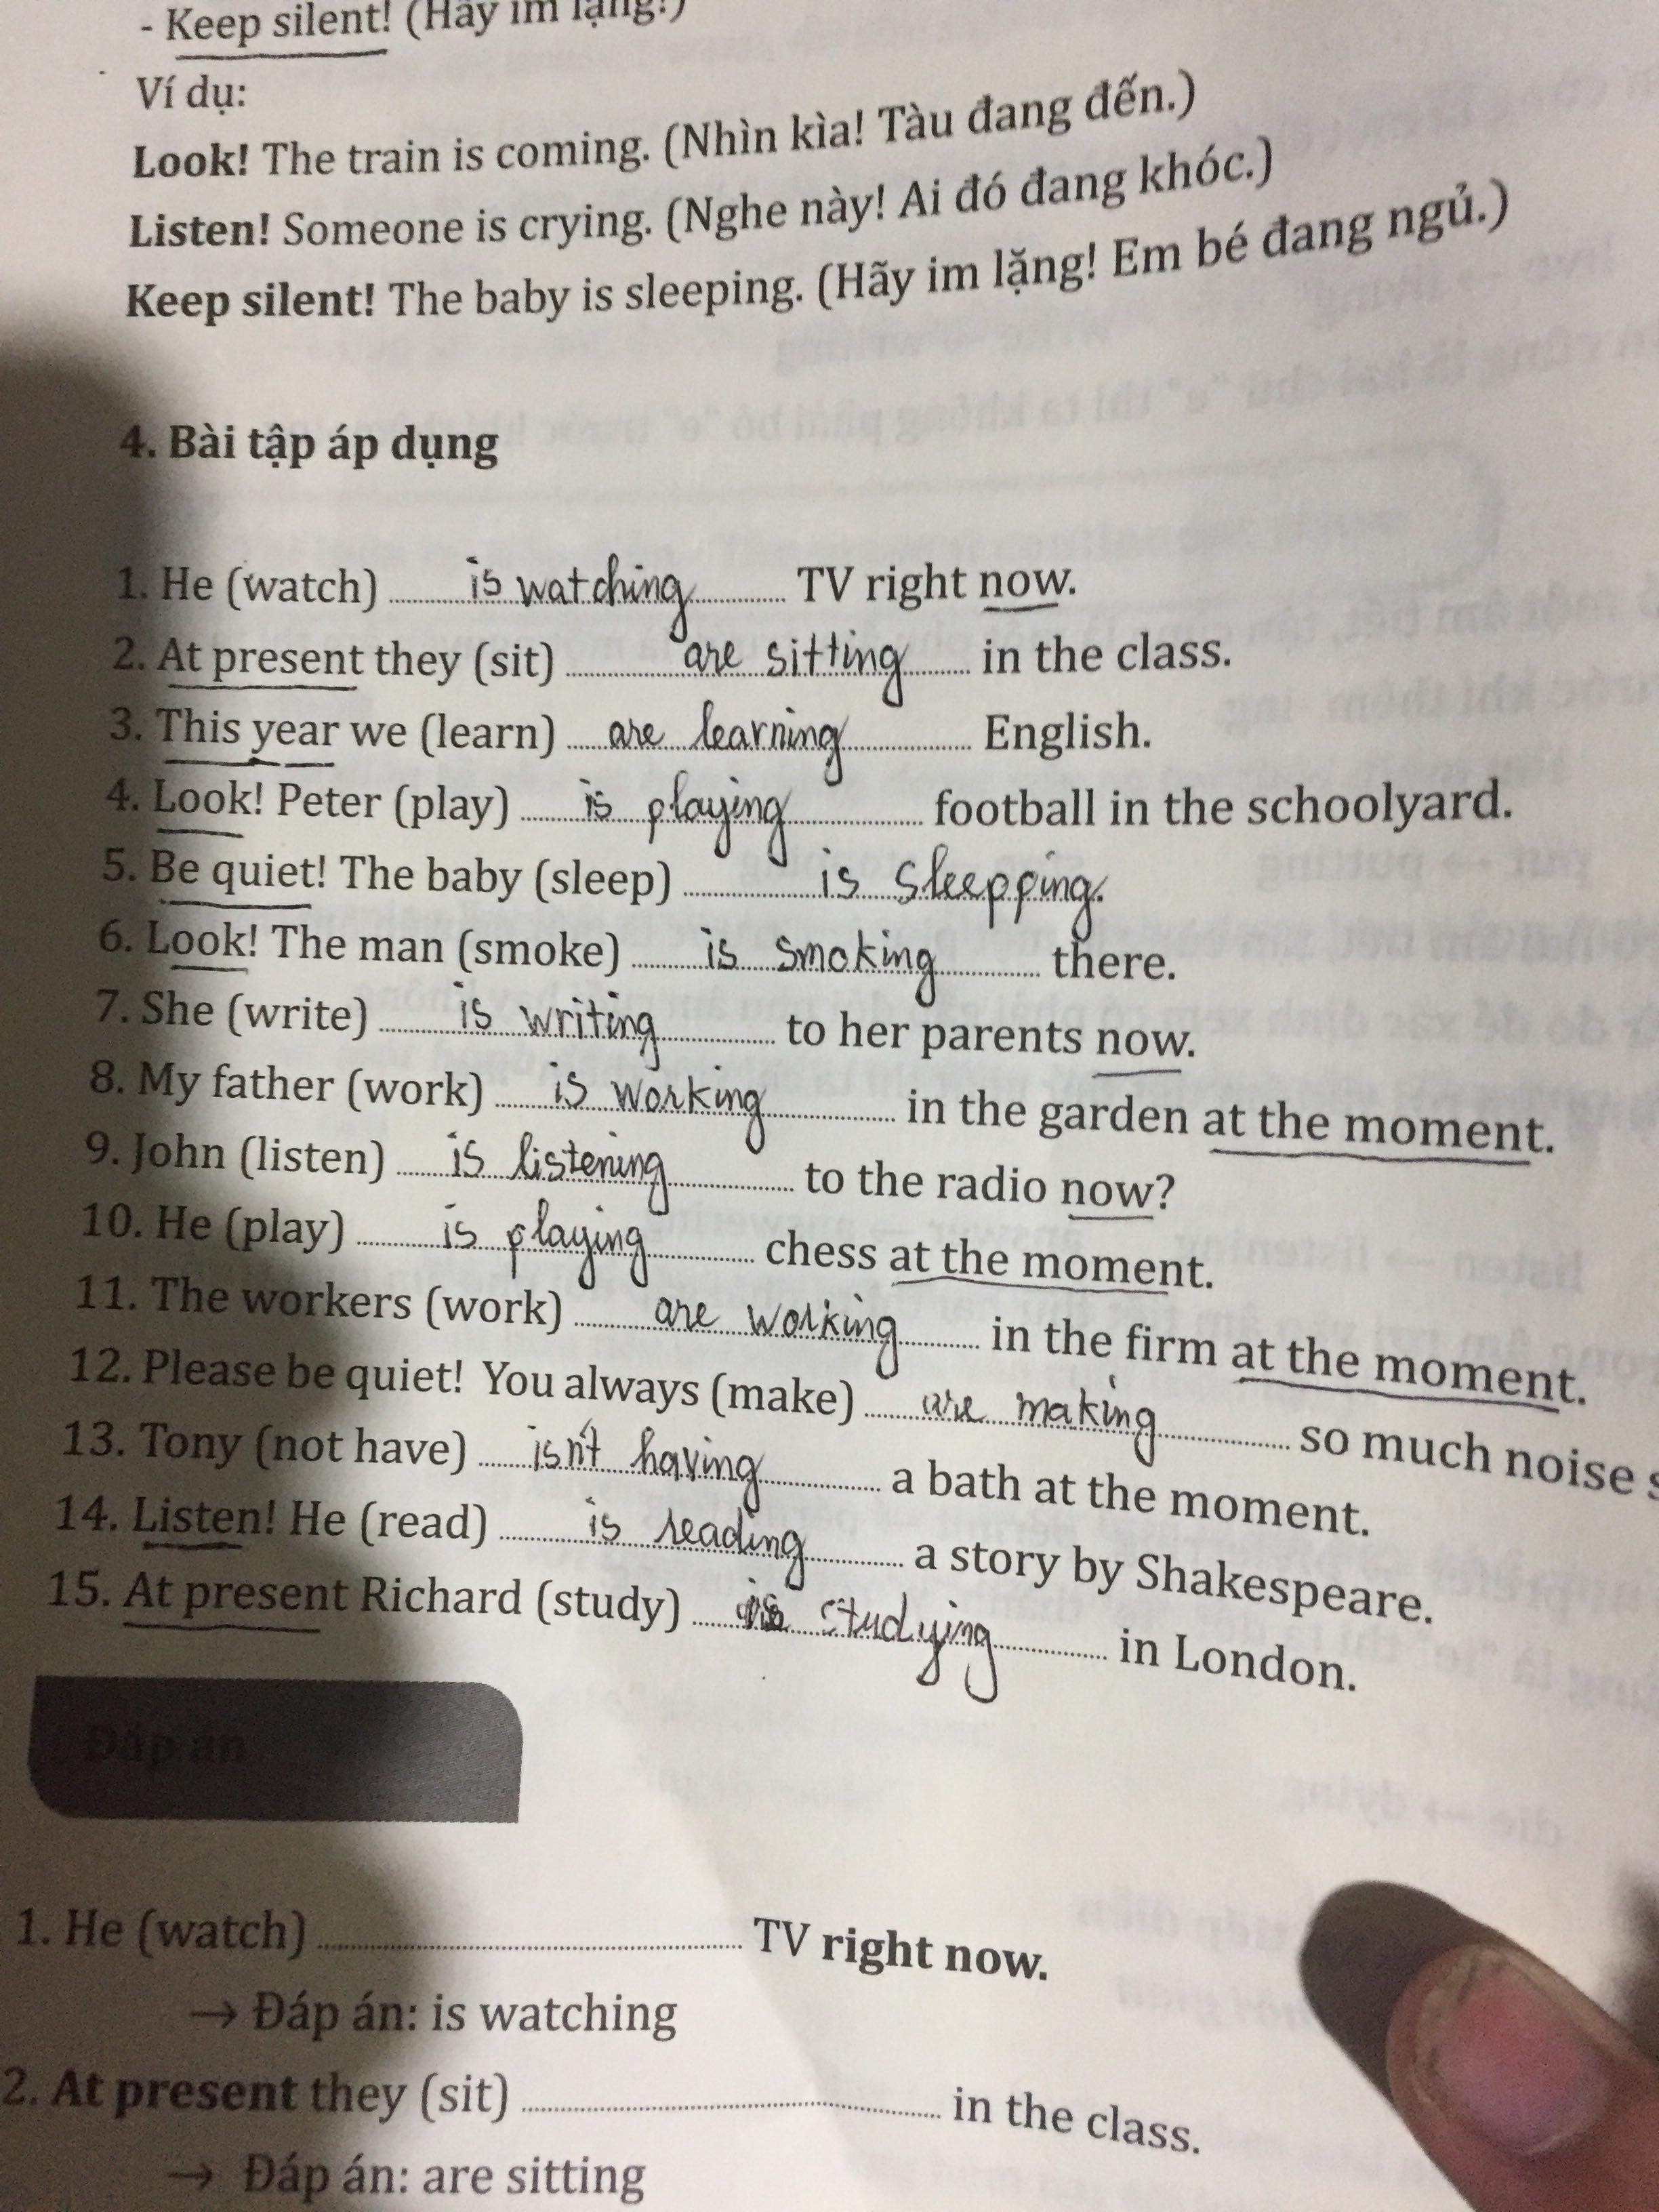 - Keep silent! (Hãy im lặng!)
Ví dụ:
Look! The train is coming. (Nhìn kìa! Tàu đang đến.)
Listen! Someone is crying. (Nghe này! Ai đó đang khóc.)
Keep silent! The baby is sleeping. (Hãy im lặng! Em bé đang ngủ.)
4. Bài tập áp dụng
1. He (watch) is watching TV right now.
2. At present they (sit) are sitting in the class.
3. This year we (learn) are learning English.
4. Look! Peter (play) is playing football in the schoolyard.
5. Be quiet! The baby (sleep) is sleepping.
6. Look! The man (smoke) is smoking there.
7. She (write) is writing to her parents now.
8. My father (work) is working in the garden at the moment.
9. John (listen) is listening to the radio now?
10. He (play) is playing chess at the moment.
11. The workers (work) are working in the firm at the moment.
12. Please be quiet! You always (make) are making so much noise
13. Tony (not have) isn't having a bath at the moment.
14. Listen! He (read) is reading a story by Shakespeare.
15. At present Richard (study) is studying in London.
Đáp án
1. He (watch) TV right now.
→ Đáp án: is watching
2. At present they (sit) in the class.
→ Đáp án: are sitting